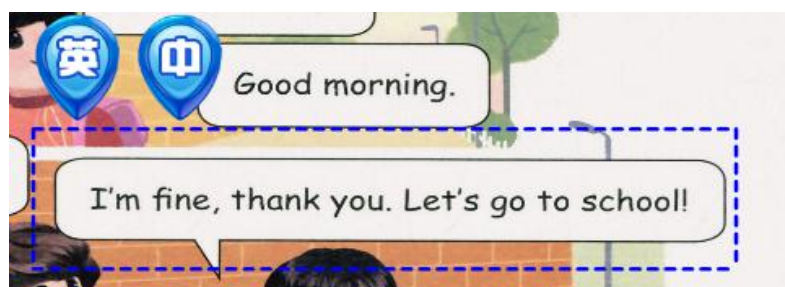 英 中
Good morning.
I'm fine, thank you. Let's go to school!